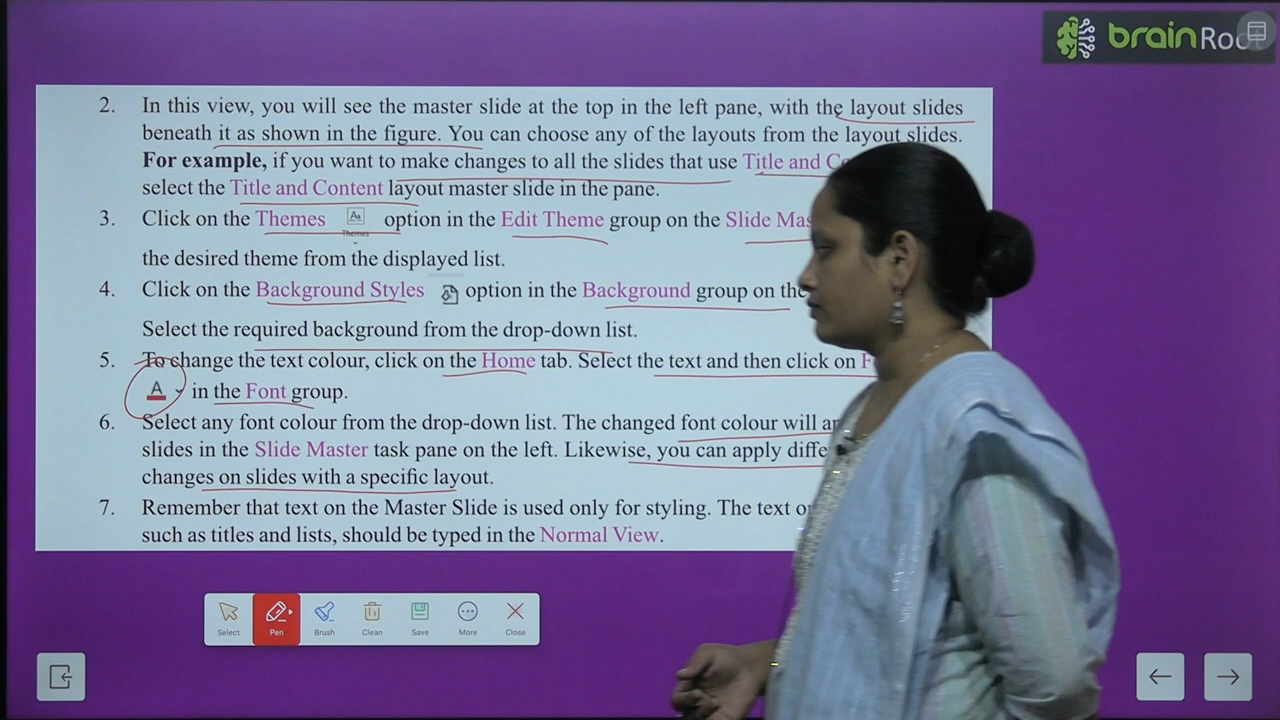 brainRoo
2. In this view, you will see the master slide at the top in the left pane, with the layout slides
beneath it as shown in the figure. You can choose any of the layouts from the layout slides.
For example, if you want to make changes to all the slides that use Title and Co
select the Title and Content layout master slide in the pane.
3. Click on the Themes Aa Themes option in the Edit Theme group on the Slide Mas
the desired theme from the displayed list.
4. Click on the Background Styles option in the Background group on the
Select the required background from the drop-down list.
5. To change the text colour, click on the Home tab. Select the text and then click on F
A in the Font group.
6. Select any font colour from the drop-down list. The changed font colour will
slides in the Slide Master task pane on the left. Likewise, you can apply diffe
changes on slides with a specific layout.
7. Remember that text on the Master Slide is used only for styling. The text
such as titles and lists, should be typed in the Normal View.
Select Pen Brush Clean Save More Close